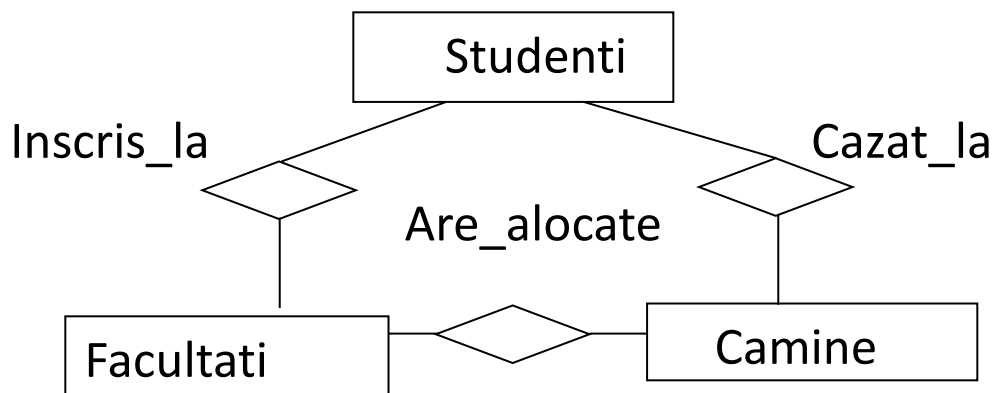 Studenti
Inscris_la
Cazat_la
Are_alocate
Facultati
Camine